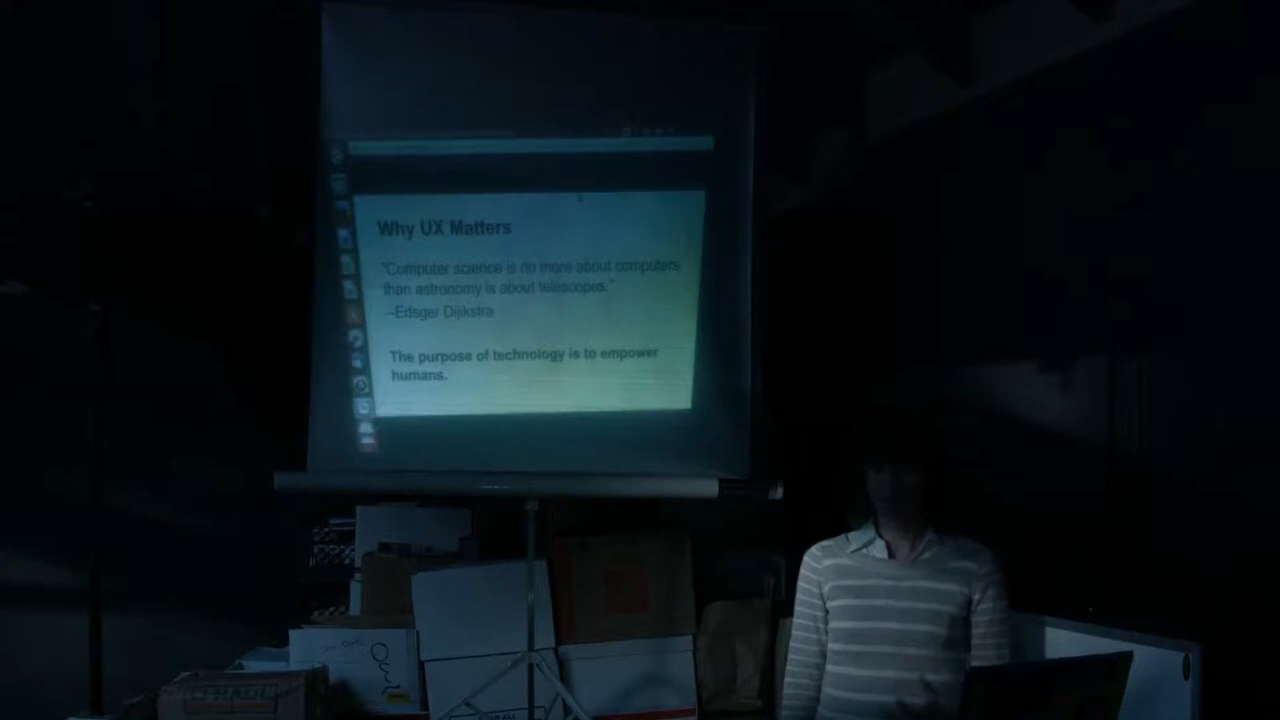 Why UX Matters
"Computer science is no more about computers
than astronomy is about telescopes."
–Edsger Dijikstra
The purpose of technology is to empower
humans.